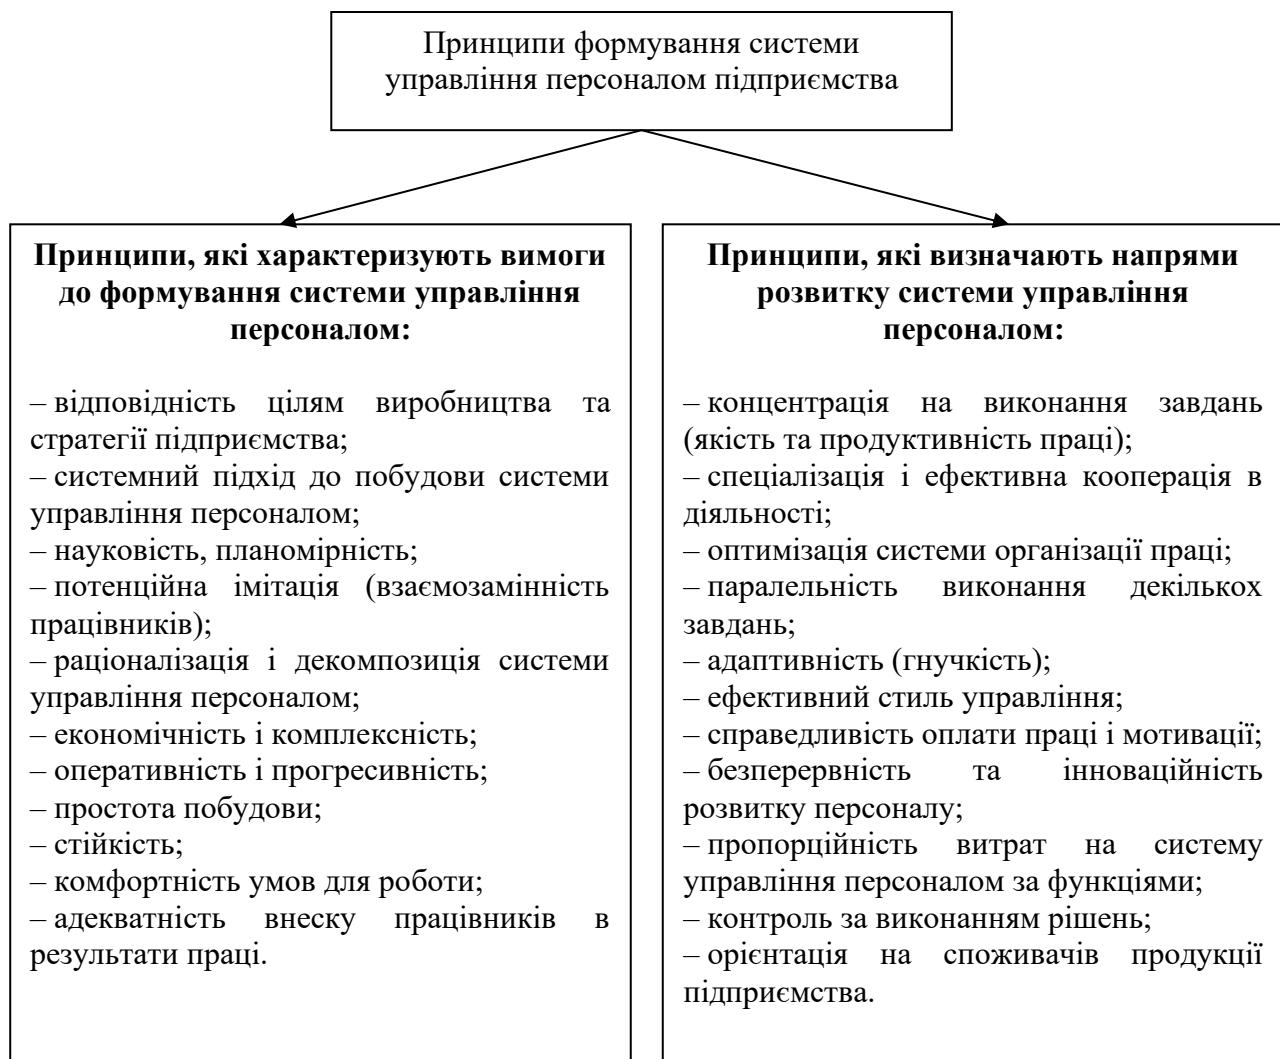 Принципи формування системи
управління персоналом підприємства
Принципи, які характеризують вимоги
до формування системи управління
персоналом:
– відповідність цілям виробництва та
стратегії підприємства;
– системний підхід до побудови системи
управління персоналом;
– науковість, планомірність;
– потенційна імітація (взаємозамінність
працівників);
– раціоналізація і декомпозиція системи
управління персоналом;
– економічність і комплексність;
– оперативність і прогресивність;
– простота побудови;
– стійкість;
– комфортність умов для роботи;
– адекватність внеску працівників в
результати праці.
Принципи, які визначають напрями
розвитку системи управління
персоналом:
– концентрація на виконання завдань
(якість та продуктивність праці);
– спеціалізація і ефективна кооперація в
діяльності;
– оптимізація системи організації праці;
– паралельність виконання декількох
завдань;
– адаптивність (гнучкість);
– ефективний стиль управління;
– справедливість оплати праці і мотивації;
– безперервність та інноваційність
розвитку персоналу;
– пропорційність витрат на систему
управління персоналом за функціями;
– контроль за виконанням рішень;
– орієнтація на споживачів продукції
підприємства.